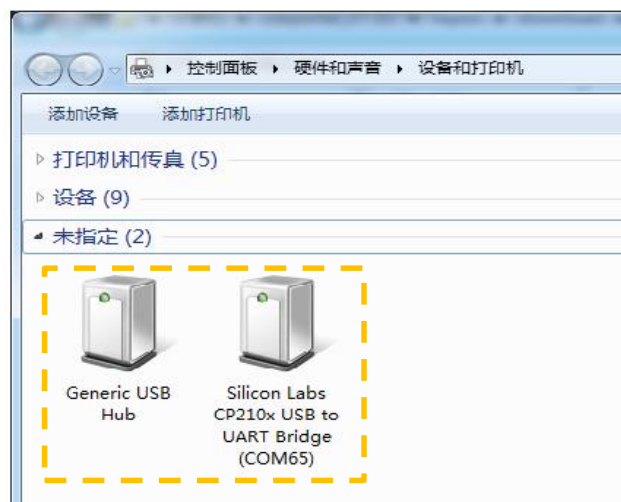 控制面板 硬件和声音 设备和打印机
添加设备 添加打印机
打印机和传真 (5)
设备 (9)
未指定 (2)
Generic USB
Hub
Silicon Labs
CP210x USB to
UART Bridge
(COM65)